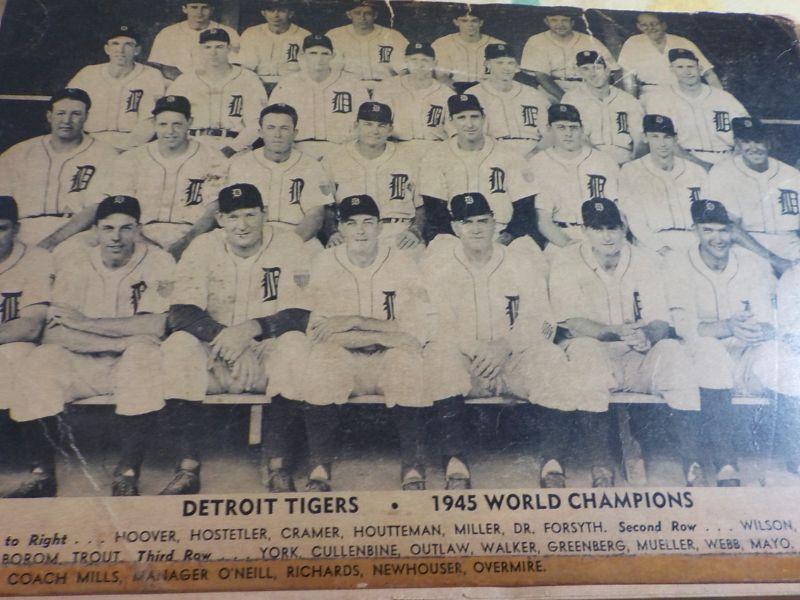 DETROIT TIGERS • 1945 WORLD CHAMPIONS
to Right . . . HOOVER, HOSTETLER, CRAMER, HOUTTEMAN, MILLER, DR. FORSYTH. Second Row . . . WILSON,
BOROM, TROUT. Third Row . . . YORK, CULLENBINE, OUTLAW, WALKER, GREENBERG, MUELLER, WEBB, MAYO.
COACH MILLS, MANAGER O'NEILL, RICHARDS, NEWHOUSER, OVERMIRE.